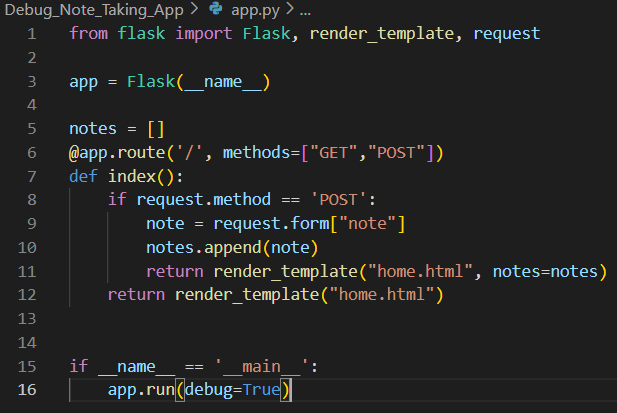 Debug_Note_Taking_App > app.py > ...
1 from flask import Flask, render_template, request
2
3 app = Flask(__name__)
4
5 notes = []
6 @app.route('/', methods=["GET","POST"])
7 def index():
8     if request.method == 'POST':
9         note = request.form["note"]
10         notes.append(note)
11         return render_template("home.html", notes=notes)
12     return render_template("home.html")
13
14
15 if __name__ == '__main__':
16     app.run(debug=True)